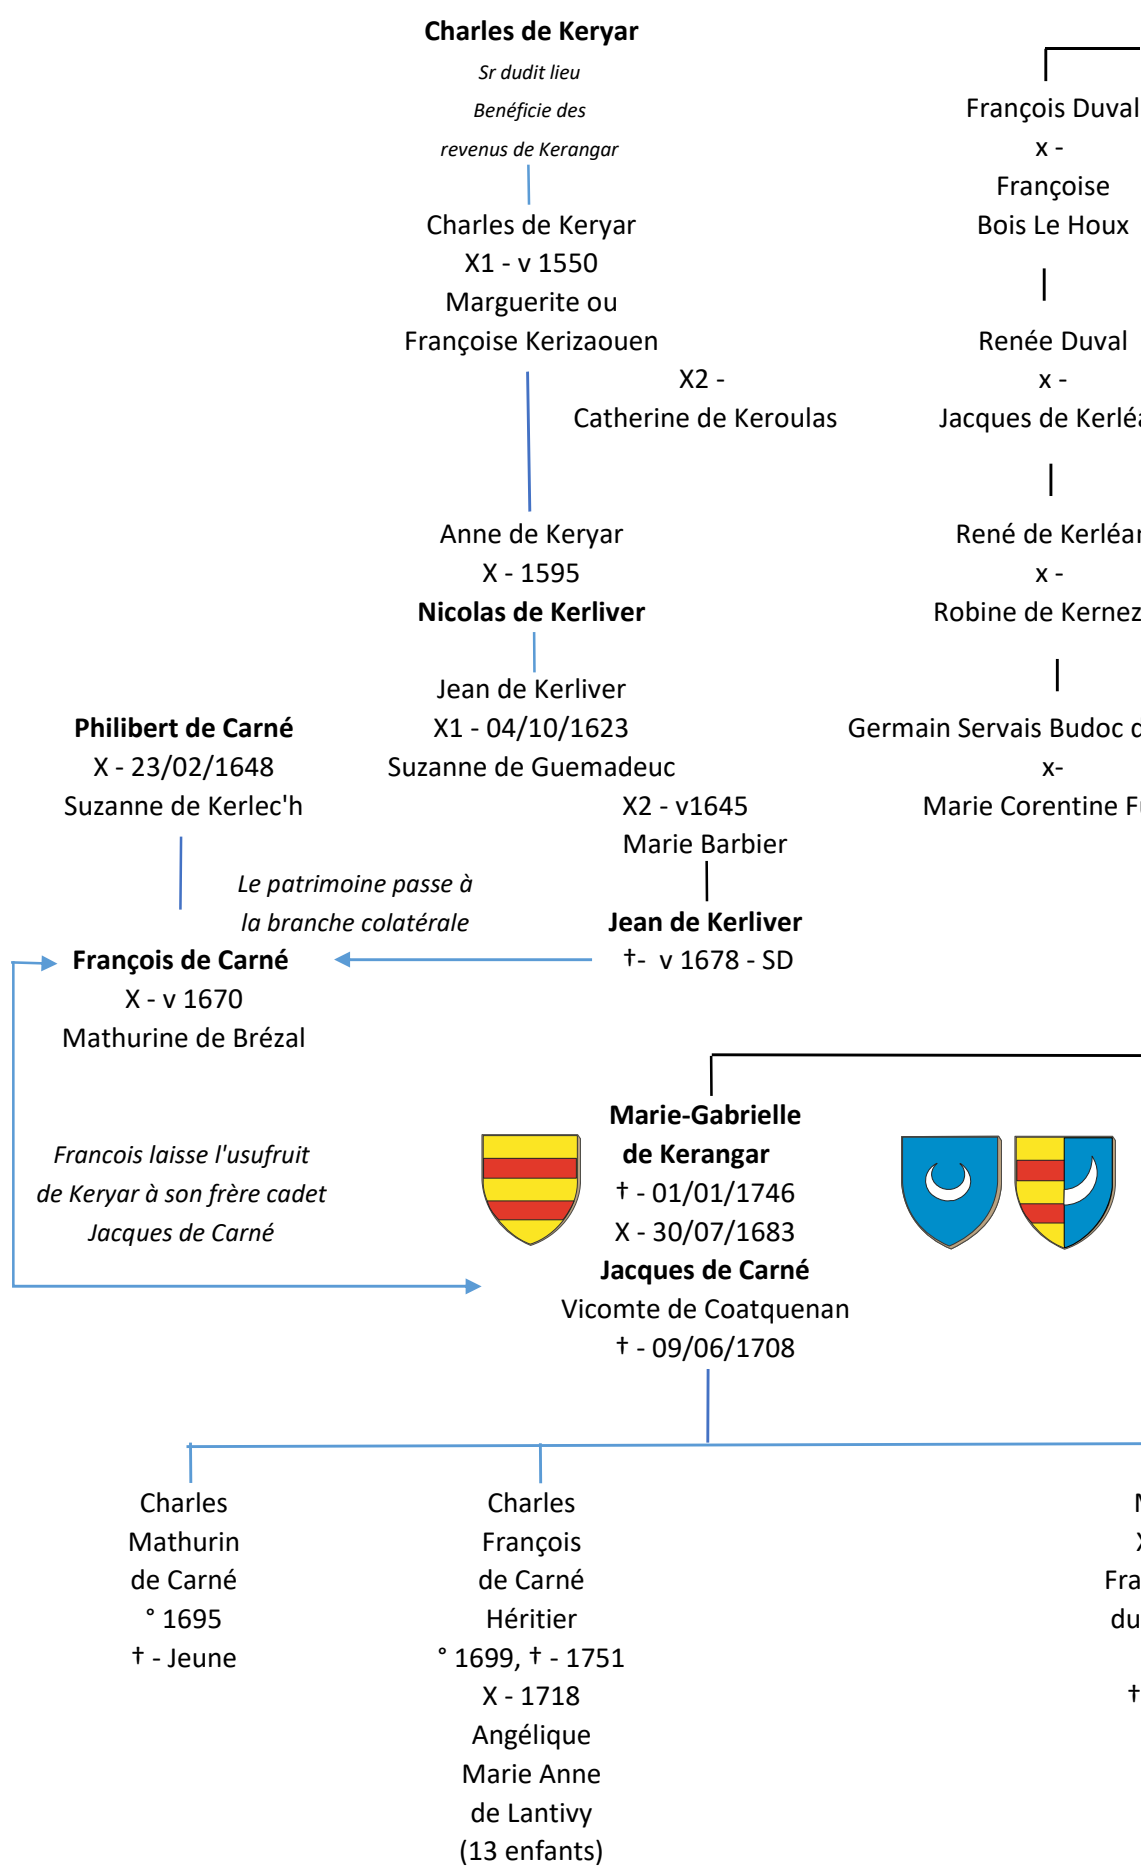 Charles de Keryar
Sr dudit lieu
Benéficie des
revenus de Kerangar
Charles de Keryar
X1 - v 1550
Marguerite ou
Françoise Kerizaouen
X2 -
Catherine de Keroulas
Anne de Keryar
X - 1595
Nicolas de Kerliver
Jean de Kerliver
X1 - 04/10/1623
Suzanne de Guemadeuc
X2 - v1645
Marie Barbier
Jean de Kerliver
†- v 1678 - SD
Philibert de Carné
X - 23/02/1648
Suzanne de Kerlec'h
Le patrimoine passe à
la branche colatérale
François de Carné
X - v 1670
Mathurine de Brézal
Francois laisse l'usufruit
de Keryar à son frère cadet
Jacques de Carné
François Duval
x -
Françoise
Bois Le Houx
Renée Duval
x -
Jacques de
x -
René de
Robine de
Germain Servais Budoc
x-
Marie Corentine
Marie-Gabrielle
de Kerangar
† - 01/01/1746
X - 30/07/1683
Jacques de Carné
Vicomte de Coatquenan
† - 09/06/1708
Charles
Mathurin
de Carné
° 1695
† - Jeune
Charles
François
de Carné
Héritier
° 1699, † - 1751
X - 1718
Angélique
Marie Anne
de Lantivy
(13 enfants)
du
†